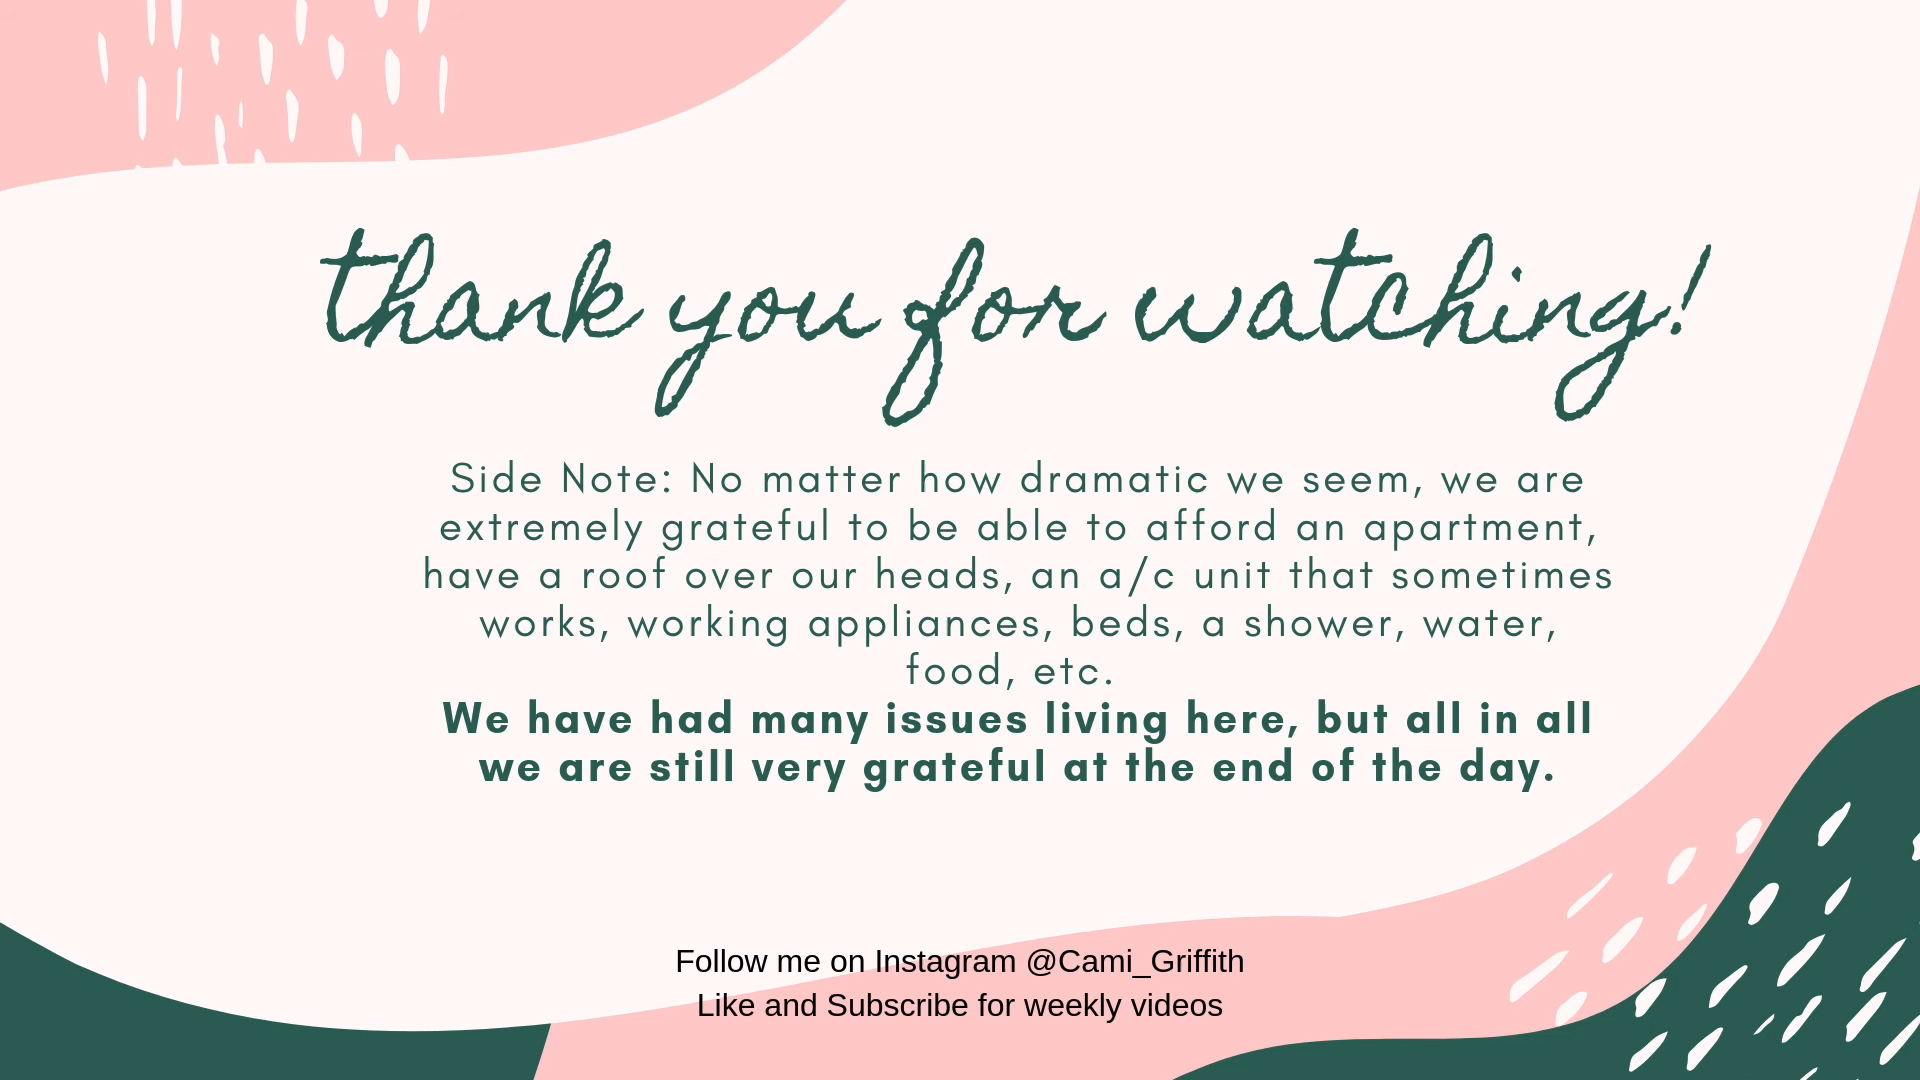 thank you for watching!
Side Note: No matter how dramatic we seem, we are
extremely grateful to be able to afford an apartment,
have a roof over our heads, an a/c unit that sometimes
works, working appliances, beds, a shower, water,
food, etc.
We have had many issues living here, but all in all
we are still very grateful at the end of the day.
Follow me on Instagram @Cami_Griffith
Like and Subscribe for weekly videos